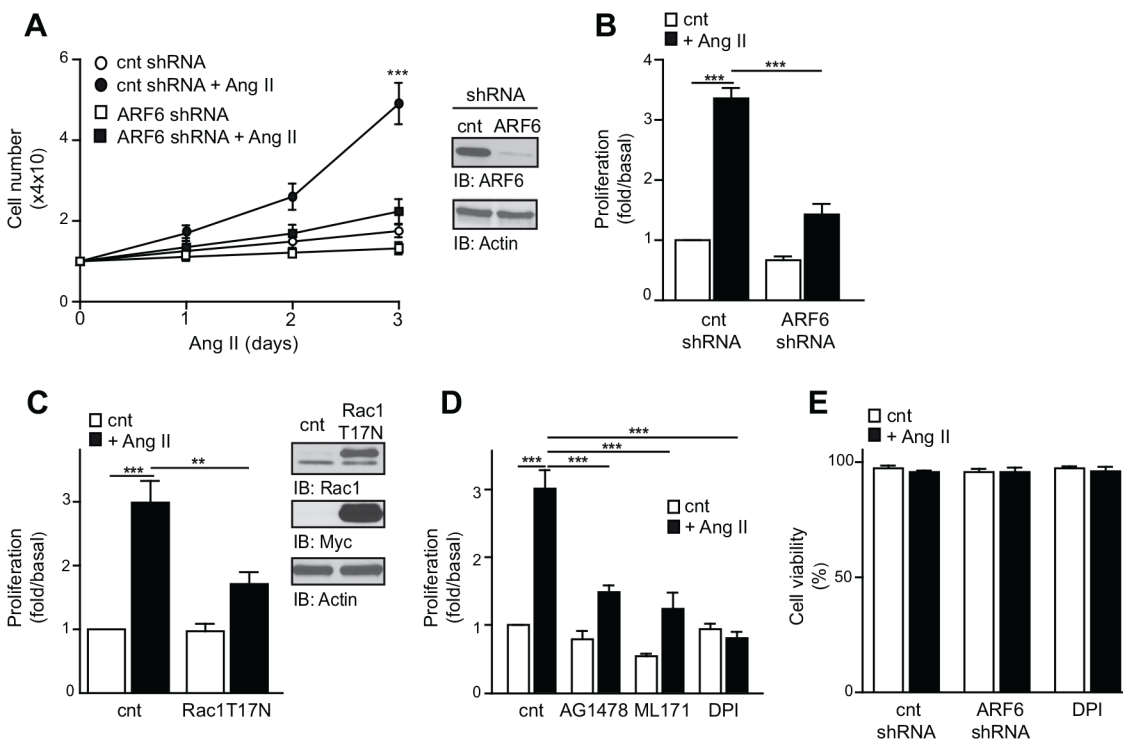 A
cnt shRNA
cnt shRNA + Ang II
ARF6 shRNA
ARF6 shRNA + Ang II
6
4
2
0
Cell number
(x4x10)
***
0 1 2 3
Ang II (days)
shRNA
cnt ARF6
IB: ARF6
IB: Actin
B
cnt
+ Ang II
4
3
2
1
0
Proliferation
(fold/basal)
*** ***
cnt
shRNA
ARF6
shRNA
C
cnt
+ Ang II
3
2
1
0
Proliferation
(fold/basal)
*** **
cnt Rac1T17N
cnt
Rac1
T17N
IB: Rac1
IB: Myc
IB: Actin
D
3
2
1
0
Proliferation
(fold/basal)
***
***
*** ***
cnt
+ Ang II
cnt AG1478 ML171 DPI
E
cnt
+ Ang II
100
50
0
Cell viability
(%)
cnt
shRNA
ARF6
shRNA
DPI